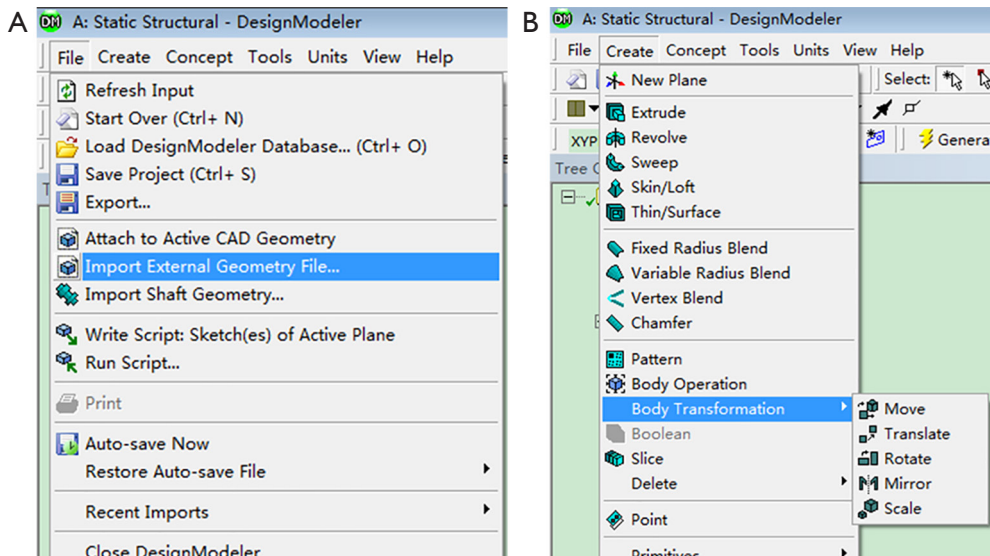 A
A: Static Structural - DesignModeler
File Create Concept Tools Units View Help
Refresh Input
Start Over (Ctrl+ N)
Load DesignModeler Database... (Ctrl+ O)
Save Project (Ctrl+ S)
Export...
Attach to Active CAD Geometry
Import External Geometry File...
Import Shaft Geometry...
Write Script: Sketch(es) of Active Plane
Run Script...
Print
Auto-save Now
Restore Auto-save File
Recent Imports
Close DesignModeler
B
A: Static Structural - DesignModeler
File Create Concept Tools Units View Help
New Plane
Select:
Extrude
Revolve
XYP
Genera
Sweep
Tree
Skin/Loft
Thin/Surface
Fixed Radius Blend
Variable Radius Blend
Vertex Blend
Chamfer
Pattern
Body Operation
Body Transformation
Move
Boolean
Translate
Slice
Rotate
Delete
Mirror
Scale
Point
Primitives